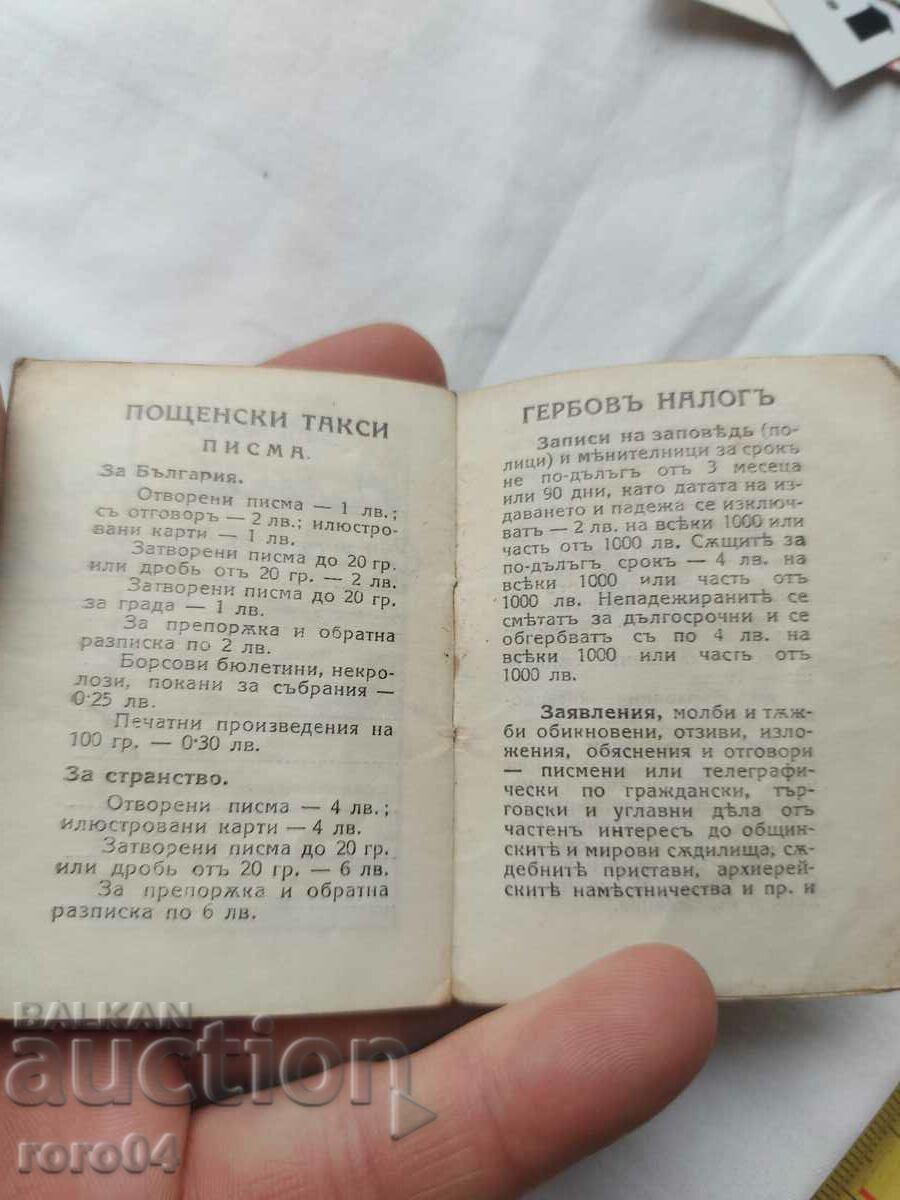 ПОЩЕНСКИ ТАКСИ
ПИСМА.
За България.
Отворени писма — 1 лв.;
съ отговоръ — 2 лв.; илюстро-
вани карти — 1 лв.
Затворени писма до 20 гр.
или дробь отъ 20 гр. — 2 лв.
Затворени писма до 20 гр.
за града — 1 лв.
За препорѫка и обратна
разписка по 2 лв.
Борсови бюлетини, некро-
лози, покани за събрания —
0·25 лв.
Печатни произведения на
100 гр. — 0·30 лв.
За странство.
Отворени писма — 4 лв.;
илюстровани карти — 4 лв.
Затворени писма до 20 гр.
или дробь отъ 20 гр. — 6 лв.
За препорѫка и обратна
разписка по 6 лв.
ГЕРБОВЪ НАЛОГЪ
Записи на заповѣдь (по-
лици) и мѣнителници за срокъ
не по-дълъгъ отъ 3 месеца
или 90 дни, като датата на из-
даването и падежа се изключ-
ватъ — 2 лв. на всѣки 1000 или
часть отъ 1000 лв. Сѫщитѣ за
по-дълъгъ срокъ — 4 лв. на
всѣки 1000 или часть отъ
1000 лв. Непадежиранитѣ се
смѣтатъ за дългосрочни и се
обгербватъ съ по 4 лв. на
всѣки 1000 или часть отъ
1000 лв.
Заявления, молби и тѫж-
би обикновени, отзиви, изло-
жения, обяснения и отговори
— писмени или телеграфи-
чески по граждански, тър-
говски и углавни дѣла отъ
частенъ интересъ до общин-
скитѣ и мирови сѫдилища, сѫ-
дебнитѣ пристави, архиерей-
скитѣ намѣстничества и пр. и
BALKAN
auction
roro04